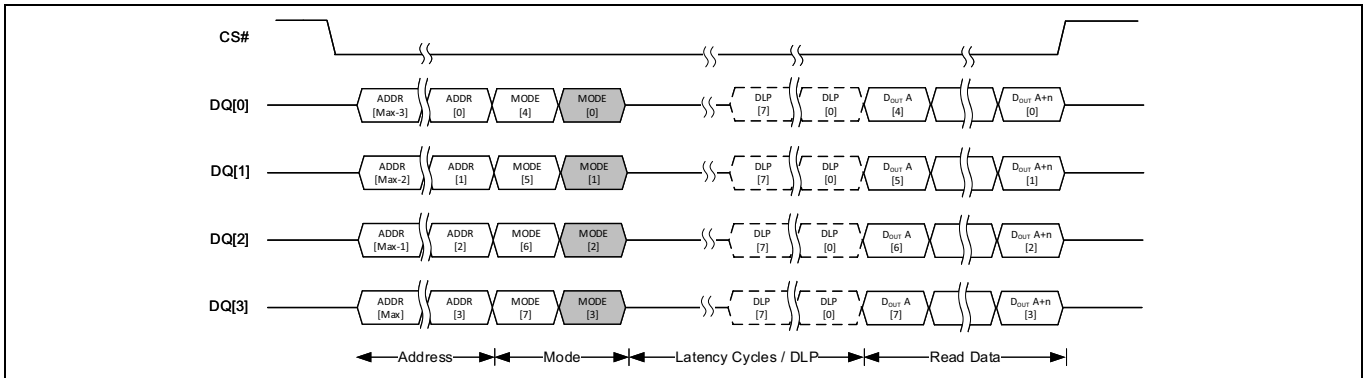 CS#
DQ[0] ADDR [Max-3] ADDR [0] MODE [4] MODE [0] DLP [7] DLP [0] DOUT A [4] DOUT A+n [0]
DQ[1] ADDR [Max-2] ADDR [1] MODE [5] MODE [1] DLP [7] DLP [0] DOUT A [5] DOUT A+n [1]
DQ[2] ADDR [Max-1] ADDR [2] MODE [6] MODE [2] DLP [7] DLP [0] DOUT A [6] DOUT A+n [2]
DQ[3] ADDR [Max] ADDR [3] MODE [7] MODE [3] DLP [7] DLP [0] DOUT A [7] DOUT A+n [3]
Address Mode Latency Cycles / DLP Read Data